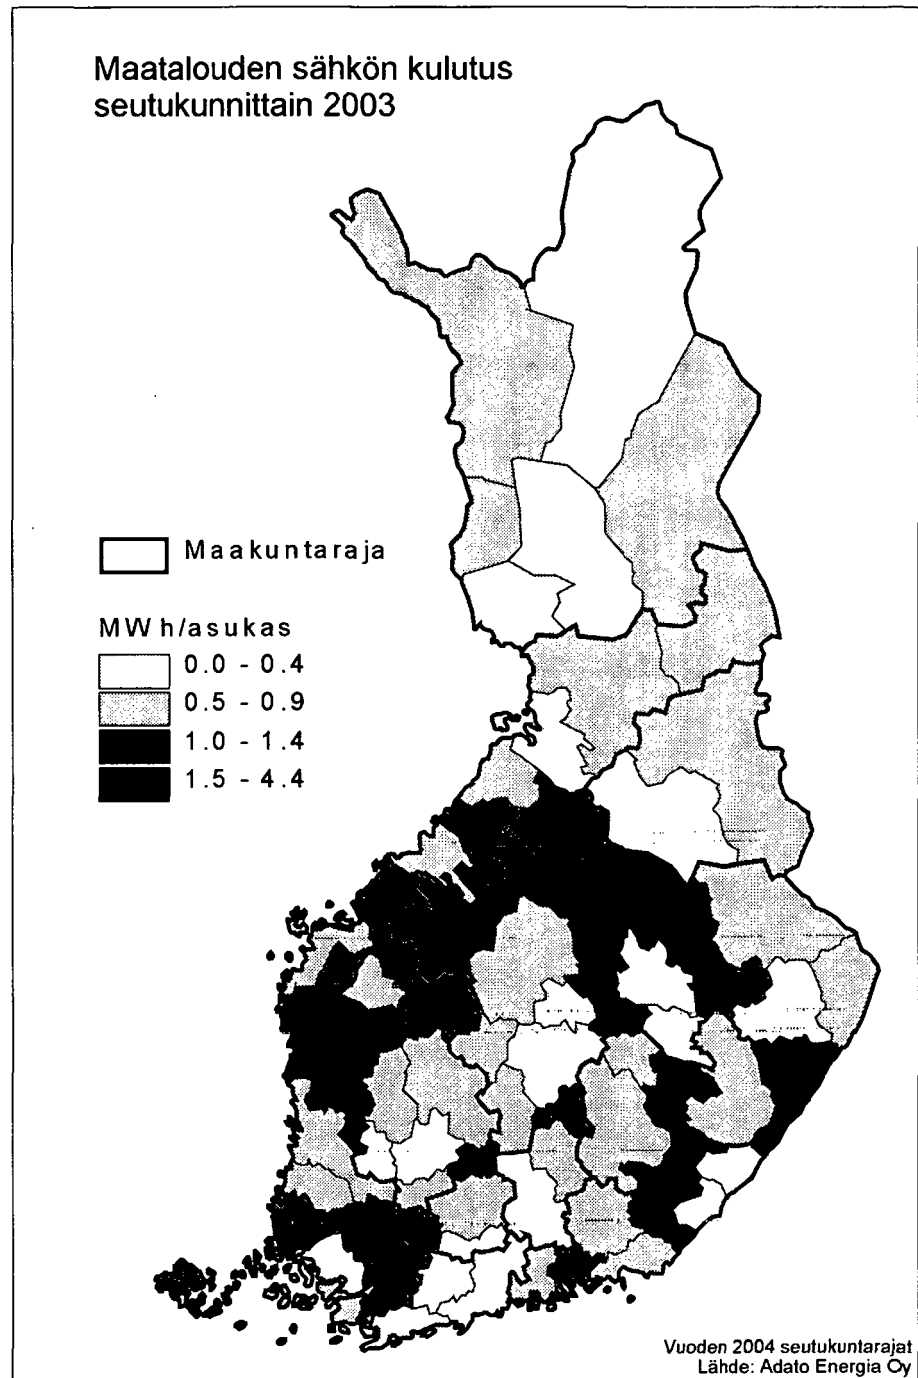 Maatalouden sähkön kulutus
seutukunnittain 2003
Maakuntaraja
MWh/asukas
0.0 - 0.4
0.5 - 0.9
1.0 - 1.4
1.5 - 4.4
Vuoden 2004 seutukuntarajat
Lähde: Adato Energia Oy